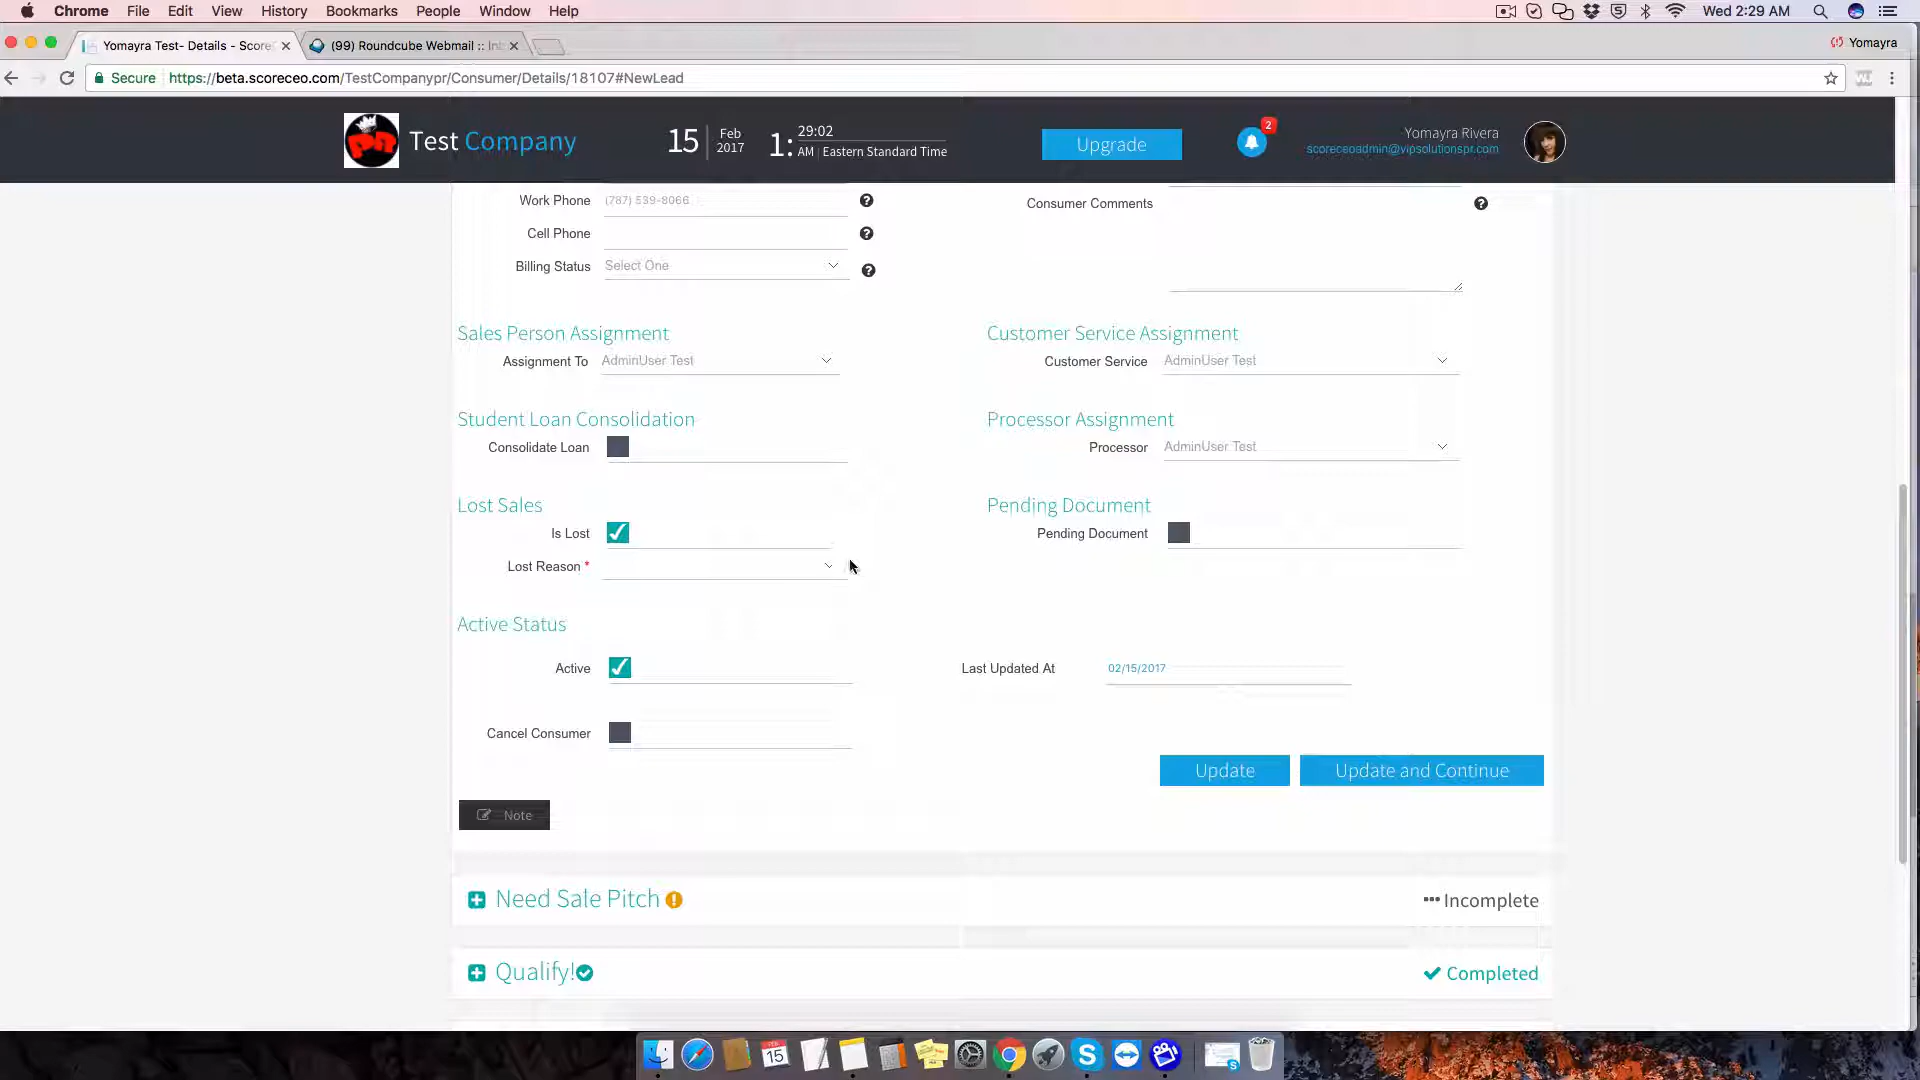 Chrome File Edit View History Bookmarks People Window Help Wed 2:29 AM
Yomayra Test- Details - Score (99) Roundcube Webmail :: In Yomayra
Secure https://beta.scoreceo.com/TestCompanypr/Consumer/Details/18107#NewLead
Test Company 15 Feb 2017 1: 29:02 AM Eastern Standard Time Upgrade 2 Yomayra Rivera
scoreceoadmin@vipsolutionspr.com
Work Phone (787) 539-8066 Consumer Comments
Cell Phone
Billing Status Select One
Sales Person Assignment Customer Service Assignment
Assignment To AdminUser Test Customer Service AdminUser Test
Student Loan Consolidation Processor Assignment
Consolidate Loan Processor AdminUser Test
Lost Sales Pending Document
Is Lost Pending Document
Lost Reason *
Active Status
Active Last Updated At 02/15/2017
Cancel Consumer
Update Update and Continue
Note
Need Sale Pitch Incomplete
Qualify! Completed
FEB 15